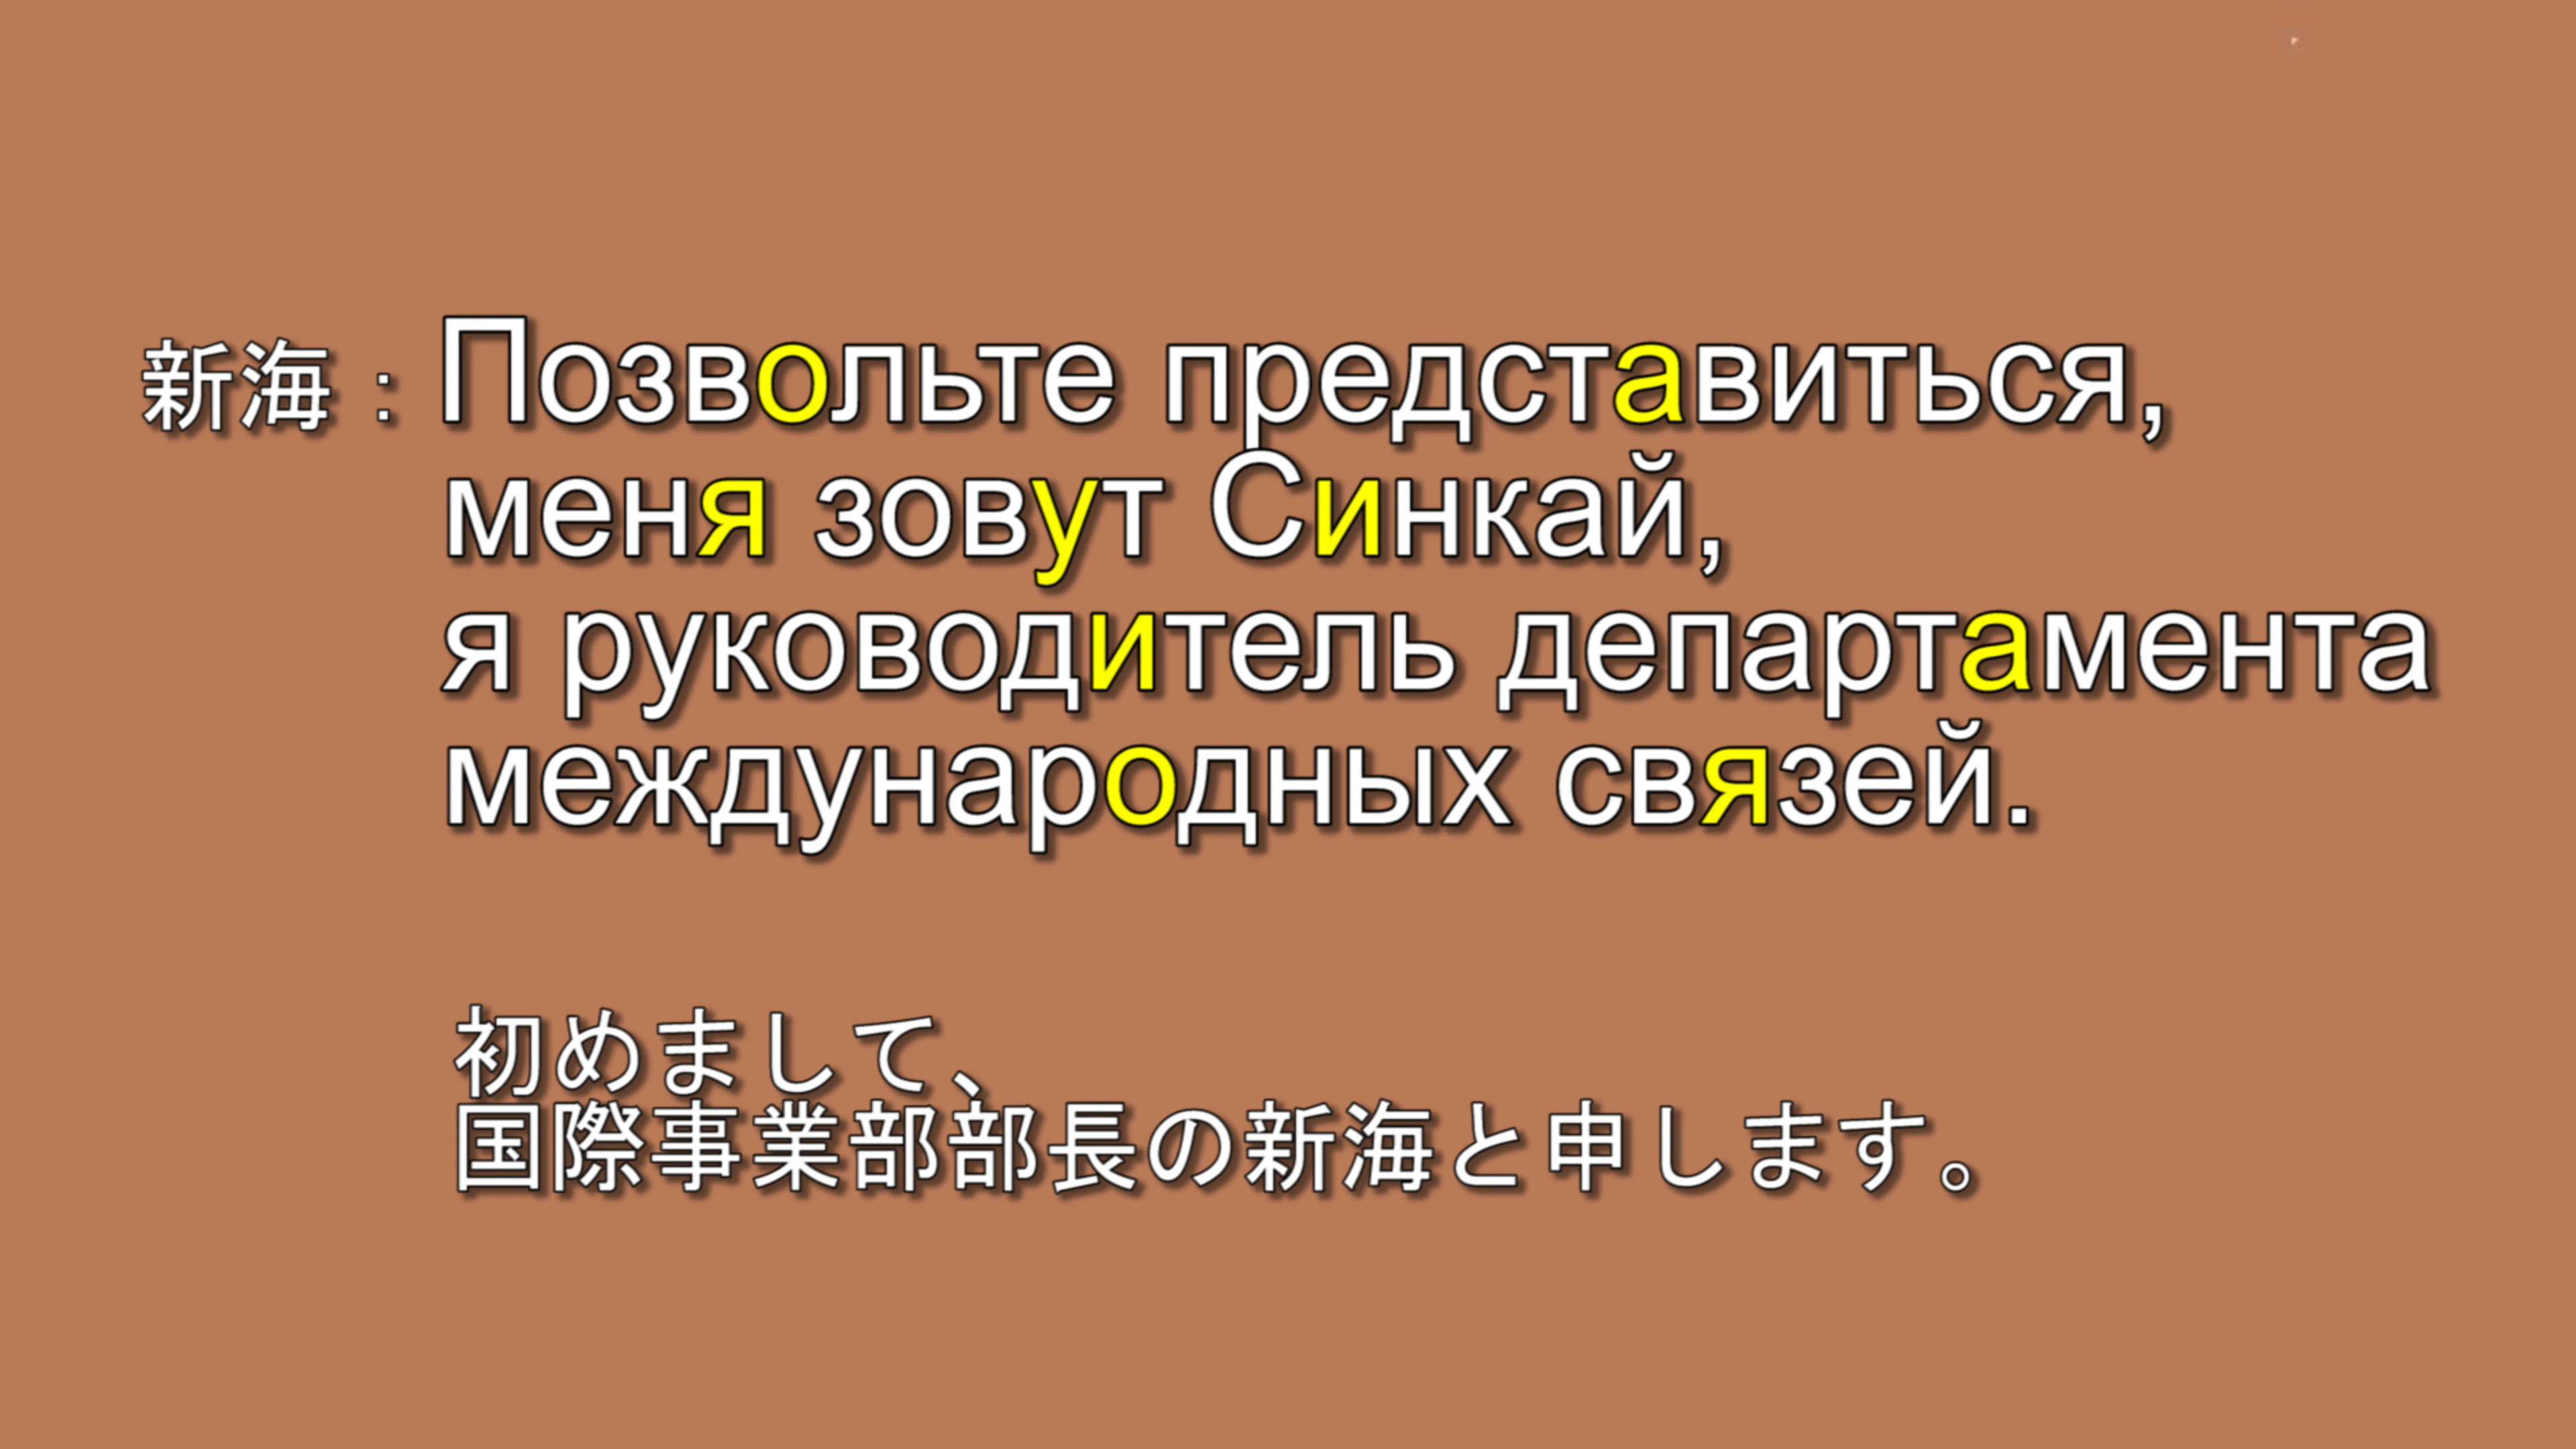 新海：Позвольте представиться,
меня зовут Синкай,
я руководитель департамента
международных связей.
初めまして、
国際事業部部長の新海と申します。